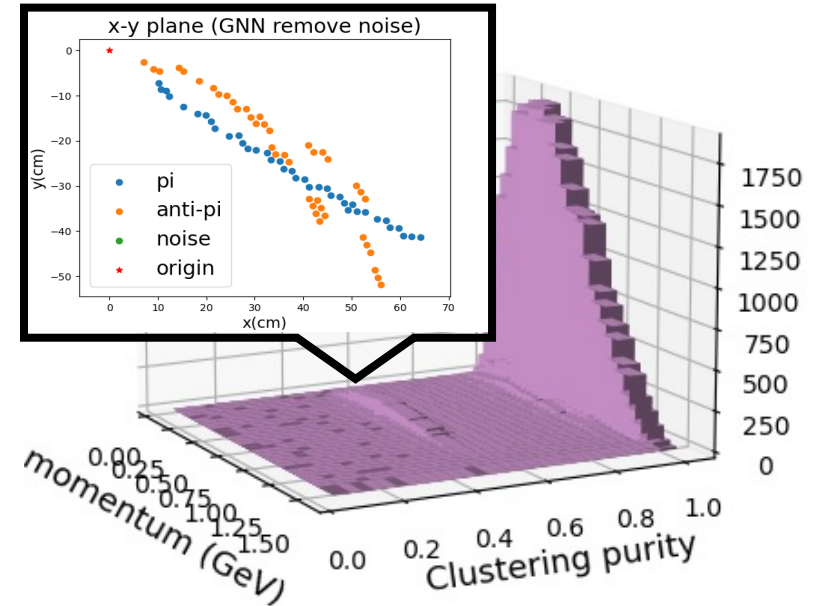 x-y plane (GNN remove noise)
y(cm)
0
−10
−20
−30
−40
−50
pi
anti-pi
noise
origin
0 10 20 30 40 50 60 70
x(cm)
1750
1500
1250
1000
750
500
250
0
0.00
0.25
0.50
0.75
1.00
1.25
1.50
momentum (GeV)
0.0 0.2 0.4 0.6 0.8 1.0
Clustering purity